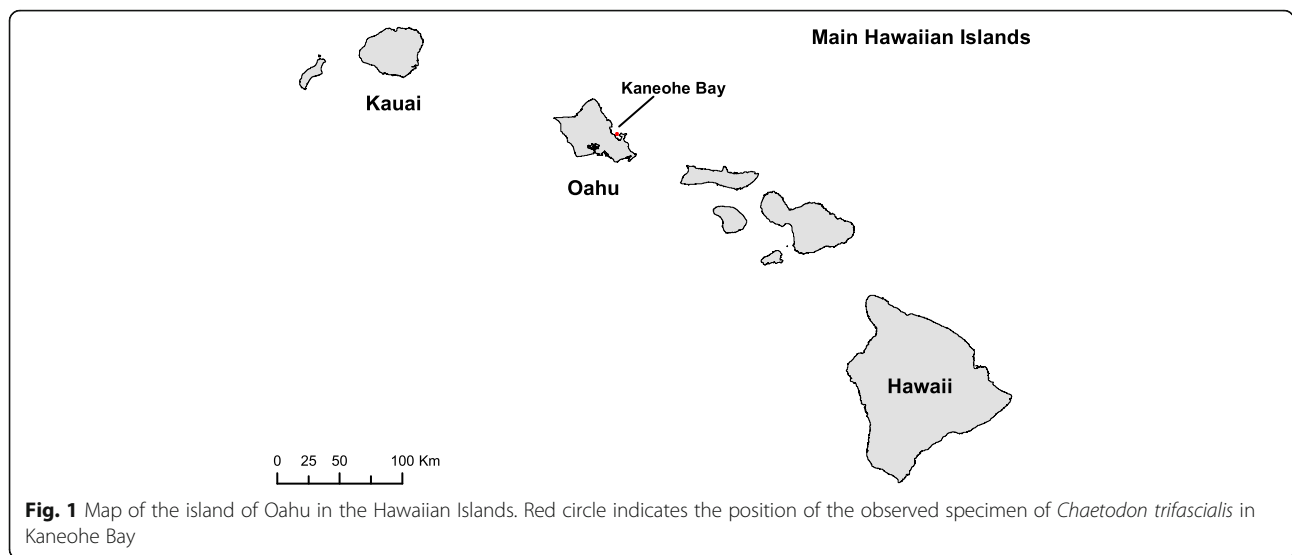 Main Hawaiian Islands
Kaneohe Bay
Kauai
Oahu
Hawaii
0 25 50 100 Km
Fig. 1 Map of the island of Oahu in the Hawaiian Islands. Red circle indicates the position of the observed specimen of Chaetodon trifascialis in
Kaneohe Bay